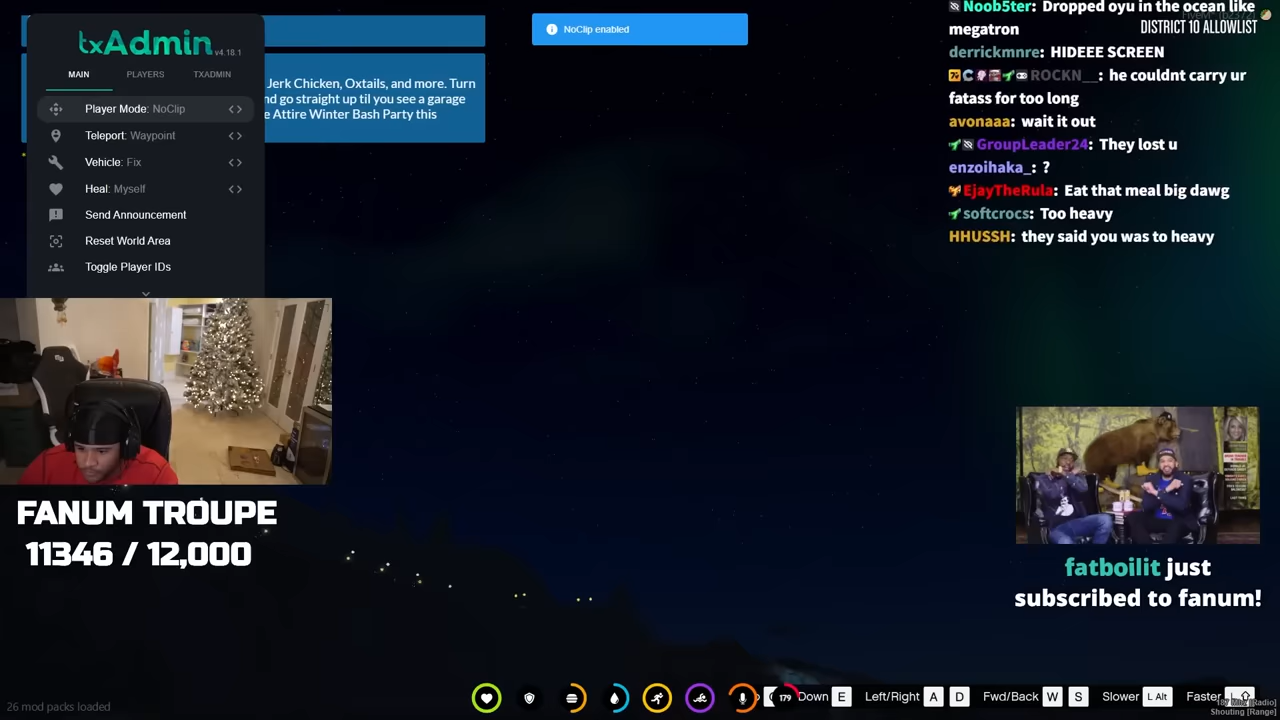 txAdmin v4.18.1
MAIN PLAYERS TXADMIN
Player Mode: NoClip
Teleport: Waypoint
Vehicle: Fix
Heal: Myself
Send Announcement
Reset World Area
Toggle Player IDs
Jerk Chicken, Oxtails, and more. Turn
nd go straight up til you see a garage
e Attire Winter Bash Party this
NoClip enabled
DISTRICT 10 ALLOWLIST
Noob5ter: Dropped oyu in the ocean like
megatron
derrickmnre: HIDEEE SCREEN
ROCKN__: he couldnt carry ur
fatass for too long
avonaaa: wait it out
GroupLeader24: They lost u
enzoihaka_: ?
EjayTheRula: Eat that meal big dawg
softcrocs: Too heavy
HHUSSH: they said you was to heavy
FANUM TROUPE
11346 / 12,000
fatboilit just
subscribed to fanum!
179
Down E Left/Right A D Fwd/Back W S Slower L Alt Faster L
26 mod packs loaded
[Radio]
Shouting [Range]